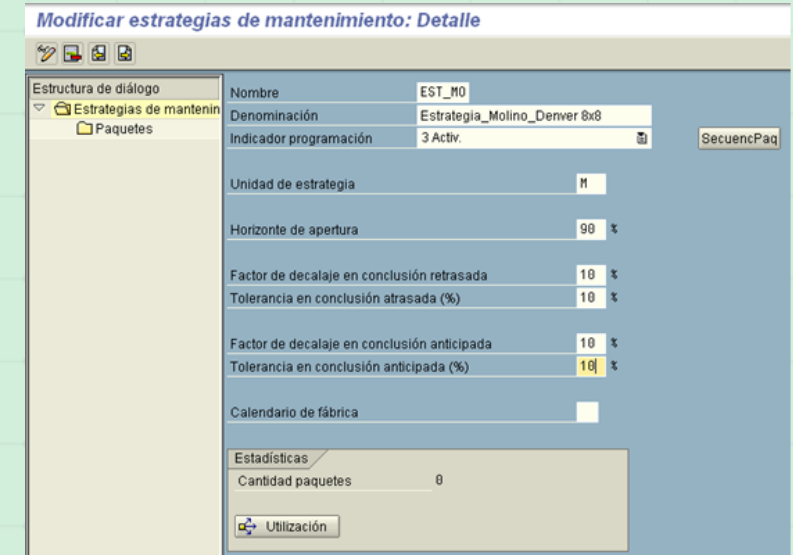 Modificar estrategias de mantenimiento: Detalle
Estructura de diálogo
Estrategias de mantenin
Paquetes
Nombre EST_MO
Denominación Estrategia_Molino_Denver 8x8
Indicador programación 3 Activ. SecuencPaq
Unidad de estrategia M
Horizonte de apertura 90 %
Factor de decalaje en conclusión retrasada 10 %
Tolerancia en conclusión atrasada (%) 10 %
Factor de decalaje en conclusión anticipada 10 %
Tolerancia en conclusión anticipada (%) 10 %
Calendario de fábrica
Estadísticas
Cantidad paquetes 0
Utilización